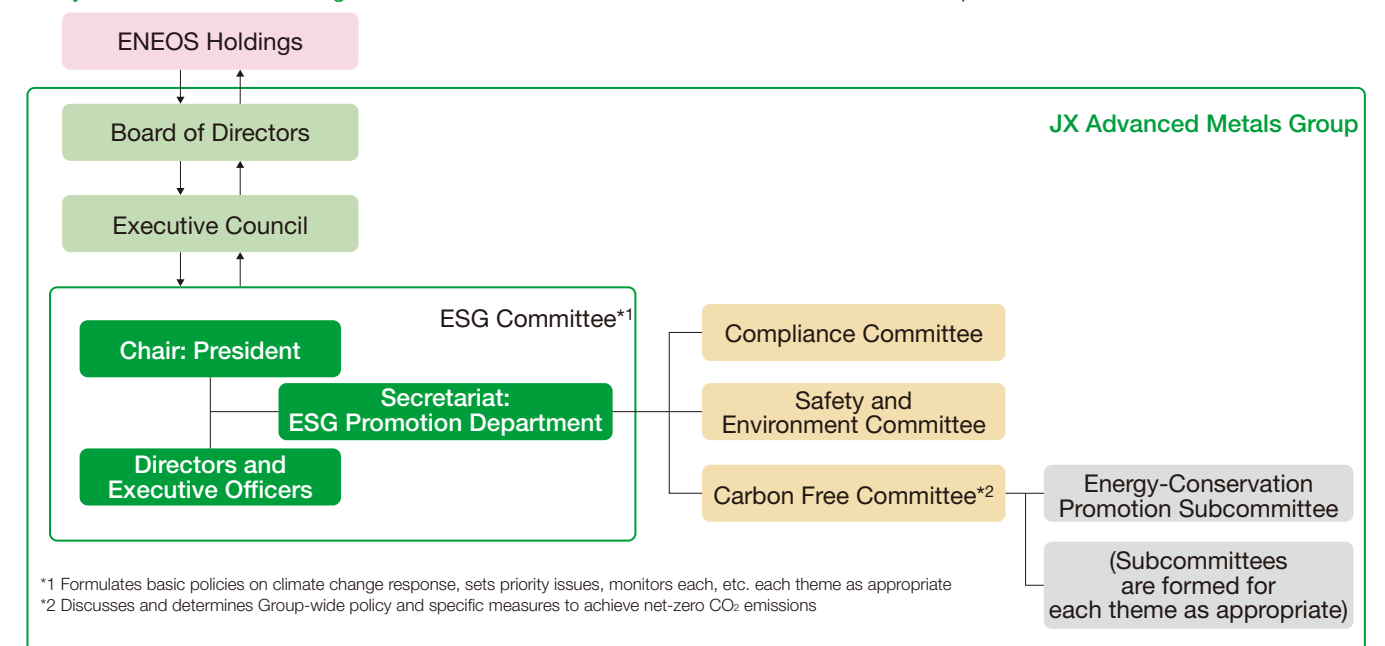 ENEOS Holdings
Board of Directors
JX Advanced Metals Group
Executive Council
ESG Committee*1
Chair: President
Secretariat:
ESG Promotion Department
Directors and
Executive Officers
Compliance Committee
Safety and
Environment Committee
Carbon Free Committee*2
Energy-Conservation
Promotion Subcommittee
(Subcommittees
are formed for
each theme as appropriate)
*1 Formulates basic policies on climate change response, sets priority issues, monitors each, etc. each theme as appropriate
*2 Discusses and determines Group-wide policy and specific measures to achieve net-zero CO₂ emissions